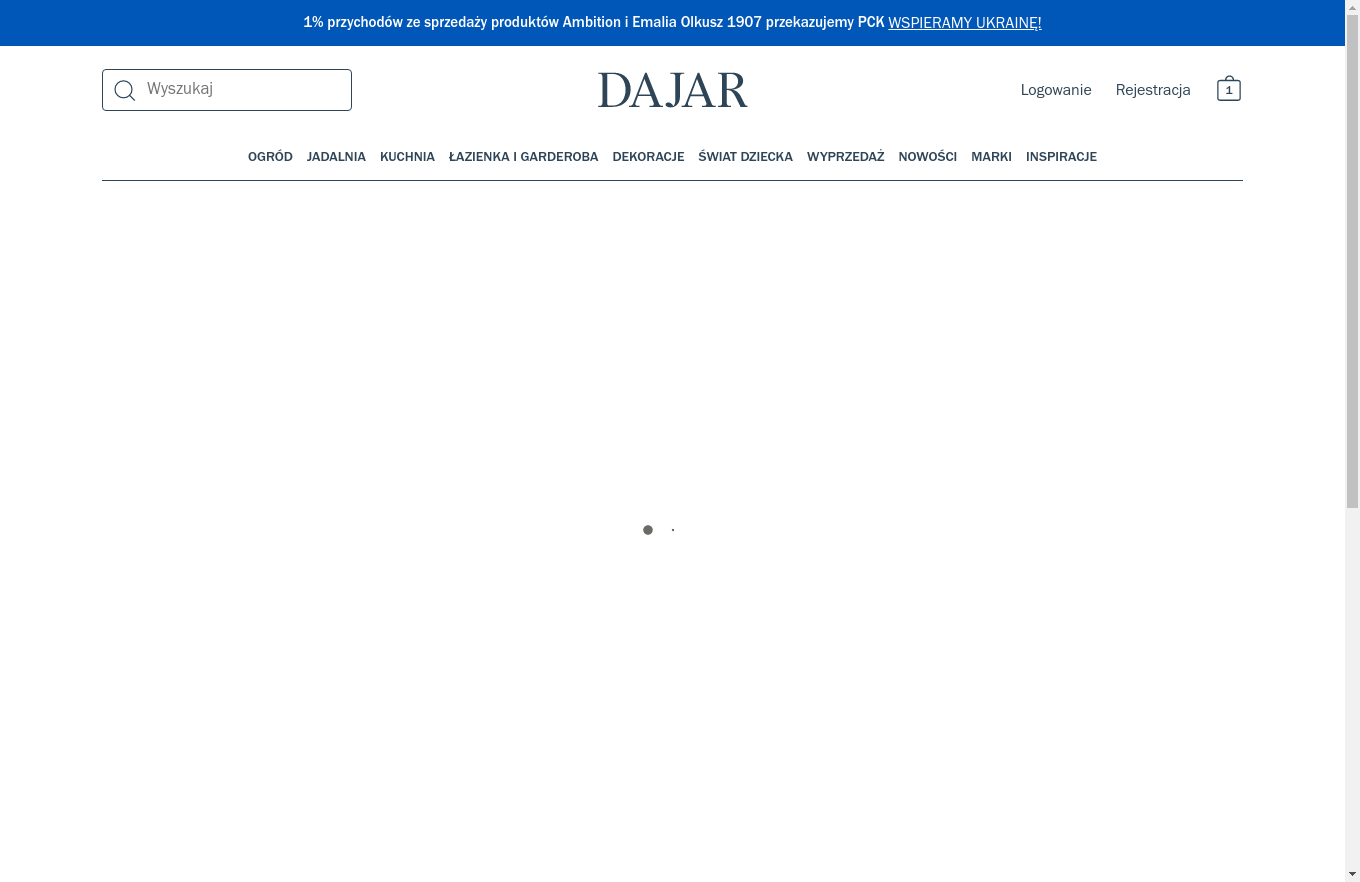 1% przychodów ze sprzedaży produktów Ambition i Emalia Olkusz 1907 przekazujemy PCK WSPIERAMY UKRAINĘ!
Wyszukaj
DAJAR
Logowanie Rejestracja 1
OGRÓD JADALNIA KUCHNIA ŁAZIENKA I GARDEROBA DEKORACJE ŚWIAT DZIECKA WYPRZEDAŻ NOWOŚCI MARKI INSPIRACJE